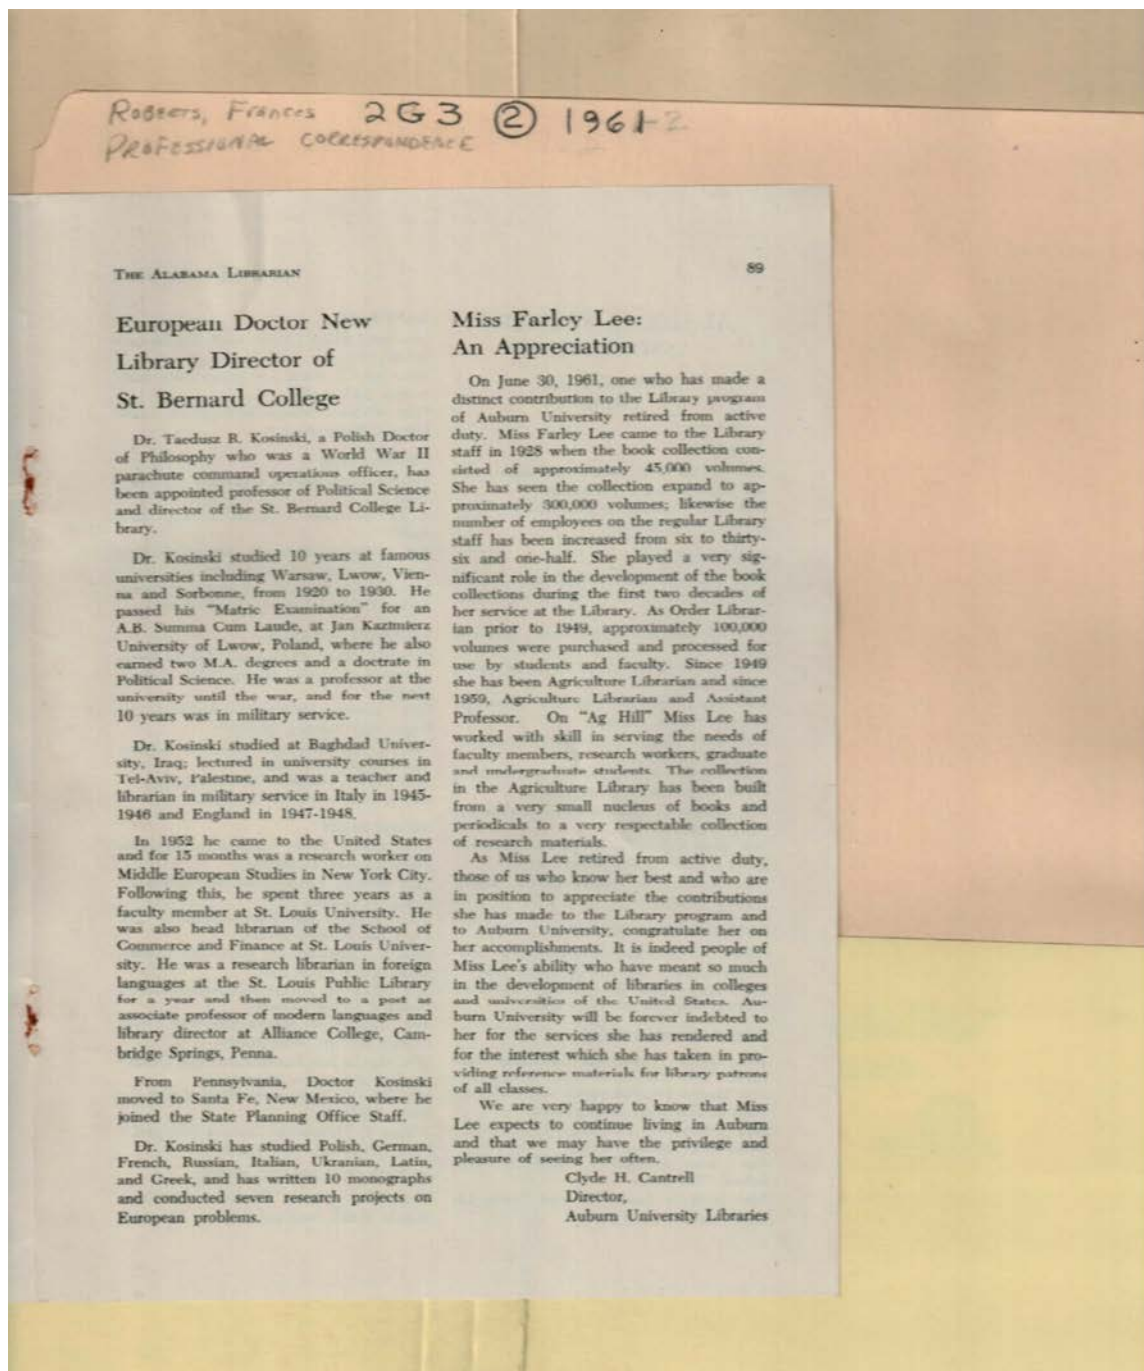 Roberts, Frances 2G3 ② 1961-2
PROFESSIONAL CORRESPONDENCE
THE ALABAMA LIBRARIAN
89
European Doctor New
Library Director of
St. Bernard College
Dr. Taedusz R. Kosinski, a Polish Doctor
of Philosophy who was a World War II
parachute command operations officer, has
been appointed professor of Political Science
and director of the St. Bernard College Li-
brary.
Dr. Kosinski studied 10 years at famous
universities including Warsaw, Lwow, Vien-
na and Sorbonne, from 1920 to 1930. He
passed his "Matric Examination" for an
A.B. Summa Cum Laude, at Jan Kazimierz
University of Lwow, Poland, where he also
earned two M.A. degrees and a doctrate in
Political Science. He was a professor at the
university until the war, and for the next
10 years was in military service.
Dr. Kosinski studied at Baghdad Univer-
sity, Iraq; lectured in university courses in
Tel-Aviv, Palestine, and was a teacher and
librarian in military service in Italy in 1945-
1946 and England in 1947-1948.
In 1952 he came to the United States
and for 15 months was a research worker on
Middle European Studies in New York City.
Following this, he spent three years as a
faculty member at St. Louis University. He
was also head librarian of the School of
Commerce and Finance at St. Louis Univer-
sity. He was a research librarian in foreign
languages at the St. Louis Public Library
for a year and then moved to a post as
associate professor of modern languages and
library director at Alliance College, Cam-
bridge Springs, Penna.
From Pennsylvania, Doctor Kosinski
moved to Santa Fe, New Mexico, where he
joined the State Planning Office Staff.
Dr. Kosinski has studied Polish, German,
French, Russian, Italian, Ukranian, Latin,
and Greek, and has written 10 monographs
and conducted seven research projects on
European problems.
Miss Farley Lee:
An Appreciation
On June 30, 1961, one who has made a
distinct contribution to the Library program
of Auburn University retired from active
duty. Miss Farley Lee came to the Library
staff in 1928 when the book collection con-
sisted of approximately 45,000 volumes.
She has seen the collection expand to ap-
proximately 300,000 volumes; likewise the
number of employees on the regular Library
staff has been increased from six to thirty-
six and one-half. She played a very sig-
nificant role in the development of the book
collections during the first two decades of
her service at the Library. As Order Librar-
ian prior to 1949, approximately 100,000
volumes were purchased and processed for
use by students and faculty. Since 1949
she has been Agriculture Librarian and since
1959, Agriculture Librarian and Assistant
Professor. On "Ag Hill" Miss Lee has
worked with skill in serving the needs of
faculty members, research workers, graduate
and undergraduate students. The collection
in the Agriculture Library has been built
from a very small nucleus of books and
periodicals to a very respectable collection
of research materials.
As Miss Lee retired from active duty,
those of us who know her best and who are
in position to appreciate the contributions
she has made to the Library program and
to Auburn University, congratulate her on
her accomplishments. It is indeed people of
Miss Lee's ability who have meant so much
in the development of libraries in colleges
and universities of the United States. Au-
burn University will be forever indebted to
her for the services she has rendered and
for the interest which she has taken in pro-
viding reference materials for library patrons
of all classes.
We are very happy to know that Miss
Lee expects to continue living in Auburn
and that we may have the privilege and
pleasure of seeing her often.
Clyde H. Cantrell
Director,
Auburn University Libraries